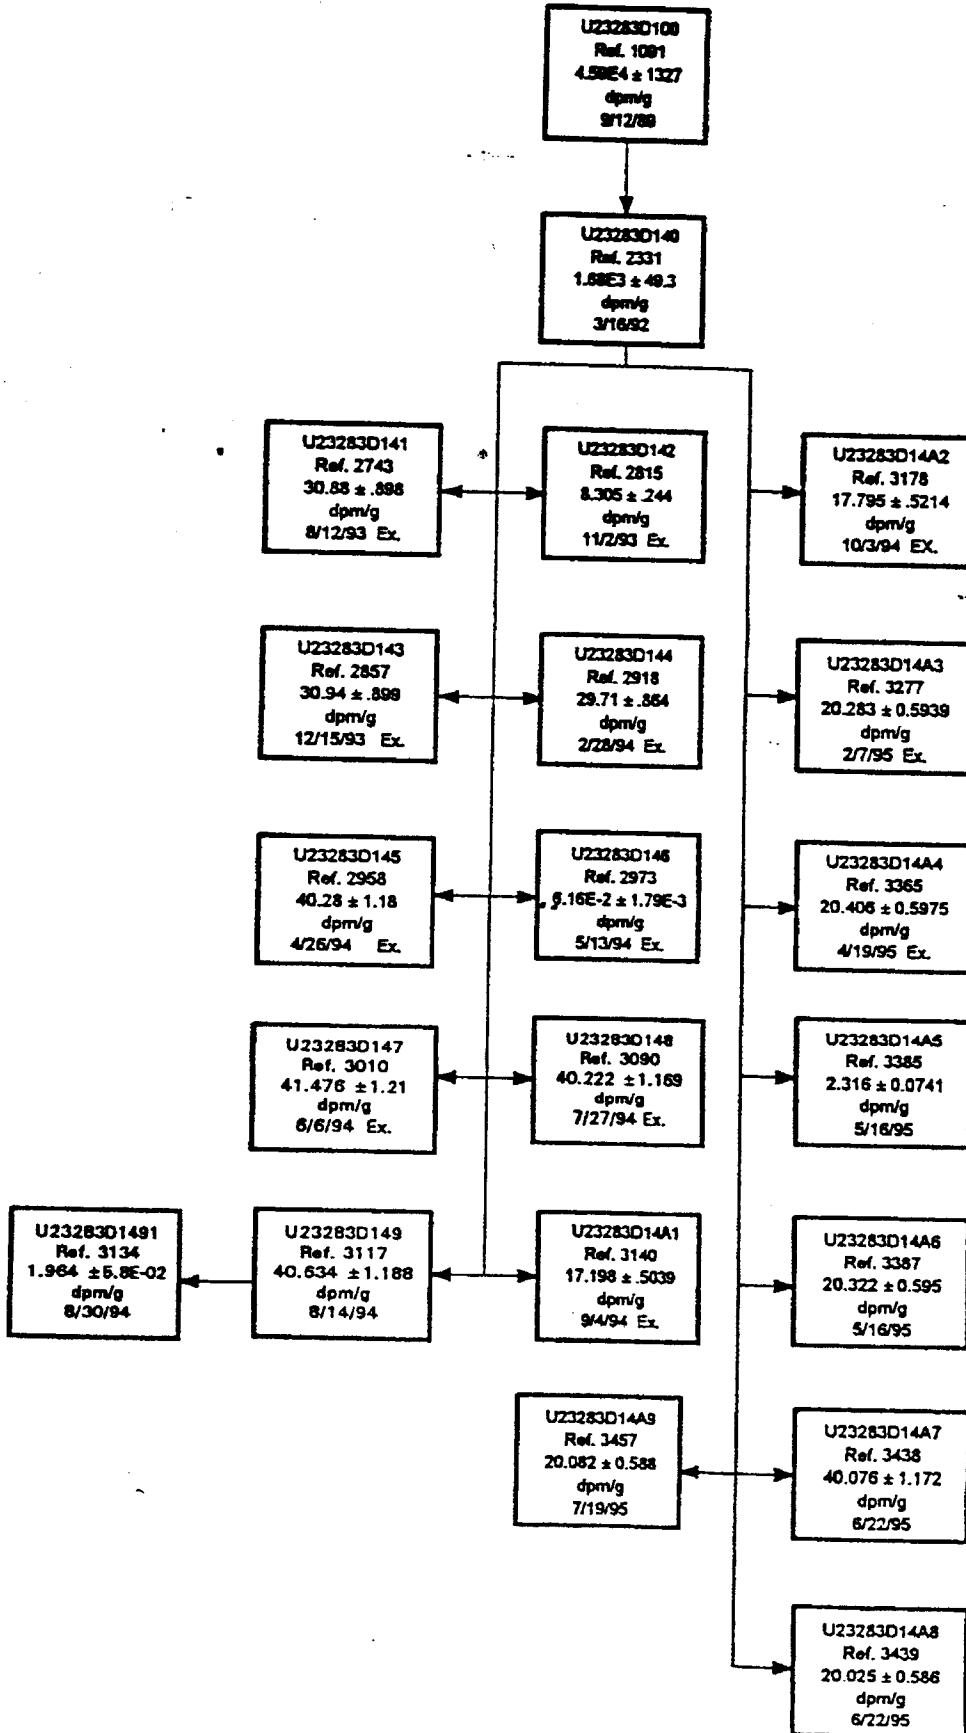 U23283D100
Ref. 1091
4.59E4 ± 1327
dpm/g
9/12/89
U23283D140
Ref. 2331
1.68E3 ± 49.3
dpm/g
3/16/92
U23283D141
Ref. 2743
30.88 ± .898
dpm/g
8/12/93 Ex.
U23283D142
Ref. 2815
8.305 ± .244
dpm/g
11/2/93 Ex.
U23283D14A2
Ref. 3178
17.795 ± .5214
dpm/g
10/3/94 EX.
U23283D143
Ref. 2857
30.94 ± .899
dpm/g
12/15/93 Ex.
U23283D144
Ref. 2918
29.71 ± .864
dpm/g
2/28/94 Ex.
U23283D14A3
Ref. 3277
20.283 ± 0.5939
dpm/g
2/7/95 Ex.
U23283D145
Ref. 2958
40.28 ± 1.18
dpm/g
4/26/94 Ex.
U23283D146
Ref. 2973
6.16E-2 ± 1.79E-3
dpm/g
5/13/94 Ex.
U23283D14A4
Ref. 3365
20.406 ± 0.5975
dpm/g
4/19/95 Ex.
U23283D147
Ref. 3010
41.476 ± 1.21
dpm/g
6/6/94 Ex.
U23283D148
Ref. 3090
40.222 ± 1.169
dpm/g
7/27/94 Ex.
U23283D14A5
Ref. 3385
2.316 ± 0.0741
dpm/g
5/16/95
U23283D1491
Ref. 3134
1.964 ± 5.8E-02
dpm/g
8/30/94
U23283D149
Ref. 3117
40.634 ± 1.188
dpm/g
8/14/94
U23283D14A1
Ref. 3140
17.198 ± .5039
dpm/g
9/4/94 Ex.
U23283D14A6
Ref. 3387
20.322 ± 0.595
dpm/g
5/16/95
U23283D14A9
Ref. 3457
20.082 ± 0.588
dpm/g
7/19/95
U23283D14A7
Ref. 3438
40.076 ± 1.172
dpm/g
6/22/95
U23283D14A8
Ref. 3439
20.025 ± 0.586
dpm/g
6/22/95